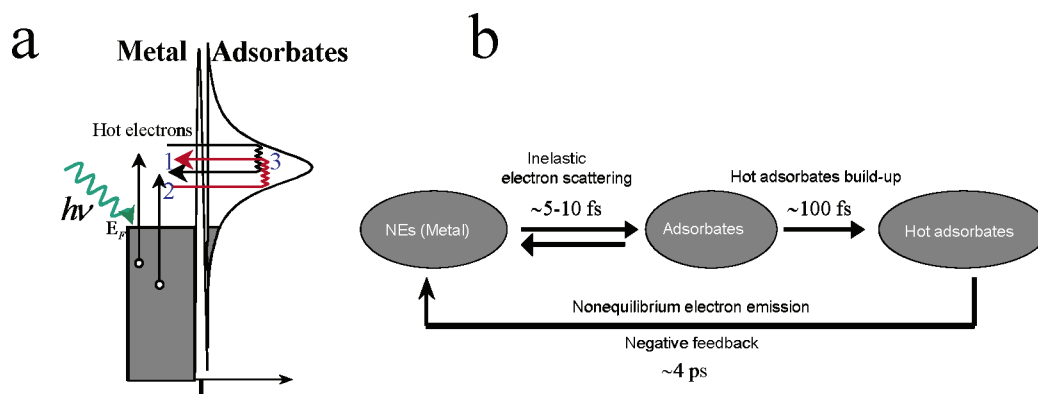 a
Metal Adsorbates
Hot electrons
1
3
2
hν
E_F
b
Inelastic
electron scattering
~5-10 fs
Hot adsorbates build-up
~100 fs
NEs (Metal)
Adsorbates
Hot adsorbates
Nonequilibrium electron emission
Negative feedback
~4 ps